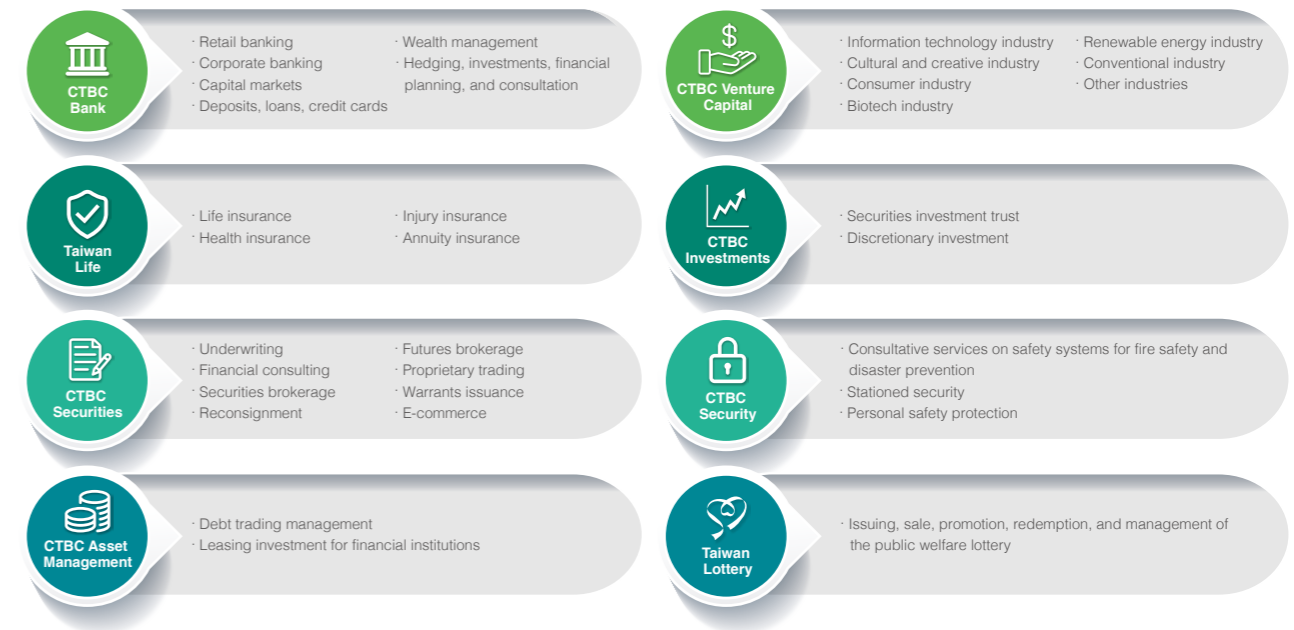 CTBC
Bank
· Retail banking
· Corporate banking
· Capital markets
· Deposits, loans, credit cards
· Wealth management
· Hedging, investments, financial
planning, and consultation
$
CTBC Venture
Capital
· Information technology industry
· Cultural and creative industry
· Consumer industry
· Biotech industry
· Renewable energy industry
· Conventional industry
· Other industries
Taiwan
Life
· Life insurance
· Health insurance
· Injury insurance
· Annuity insurance
CTBC
Investments
· Securities investment trust
· Discretionary investment
CTBC
Securities
· Underwriting
· Financial consulting
· Securities brokerage
· Reconsignment
· Futures brokerage
· Proprietary trading
· Warrants issuance
· E-commerce
CTBC
Security
· Consultative services on safety systems for fire safety and
disaster prevention
· Stationed security
· Personal safety protection
CTBC Asset
Management
· Debt trading management
· Leasing investment for financial institutions
Taiwan
Lottery
· Issuing, sale, promotion, redemption, and management of
the public welfare lottery